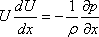 U dU/dx = − 1/ρ ∂p/∂x